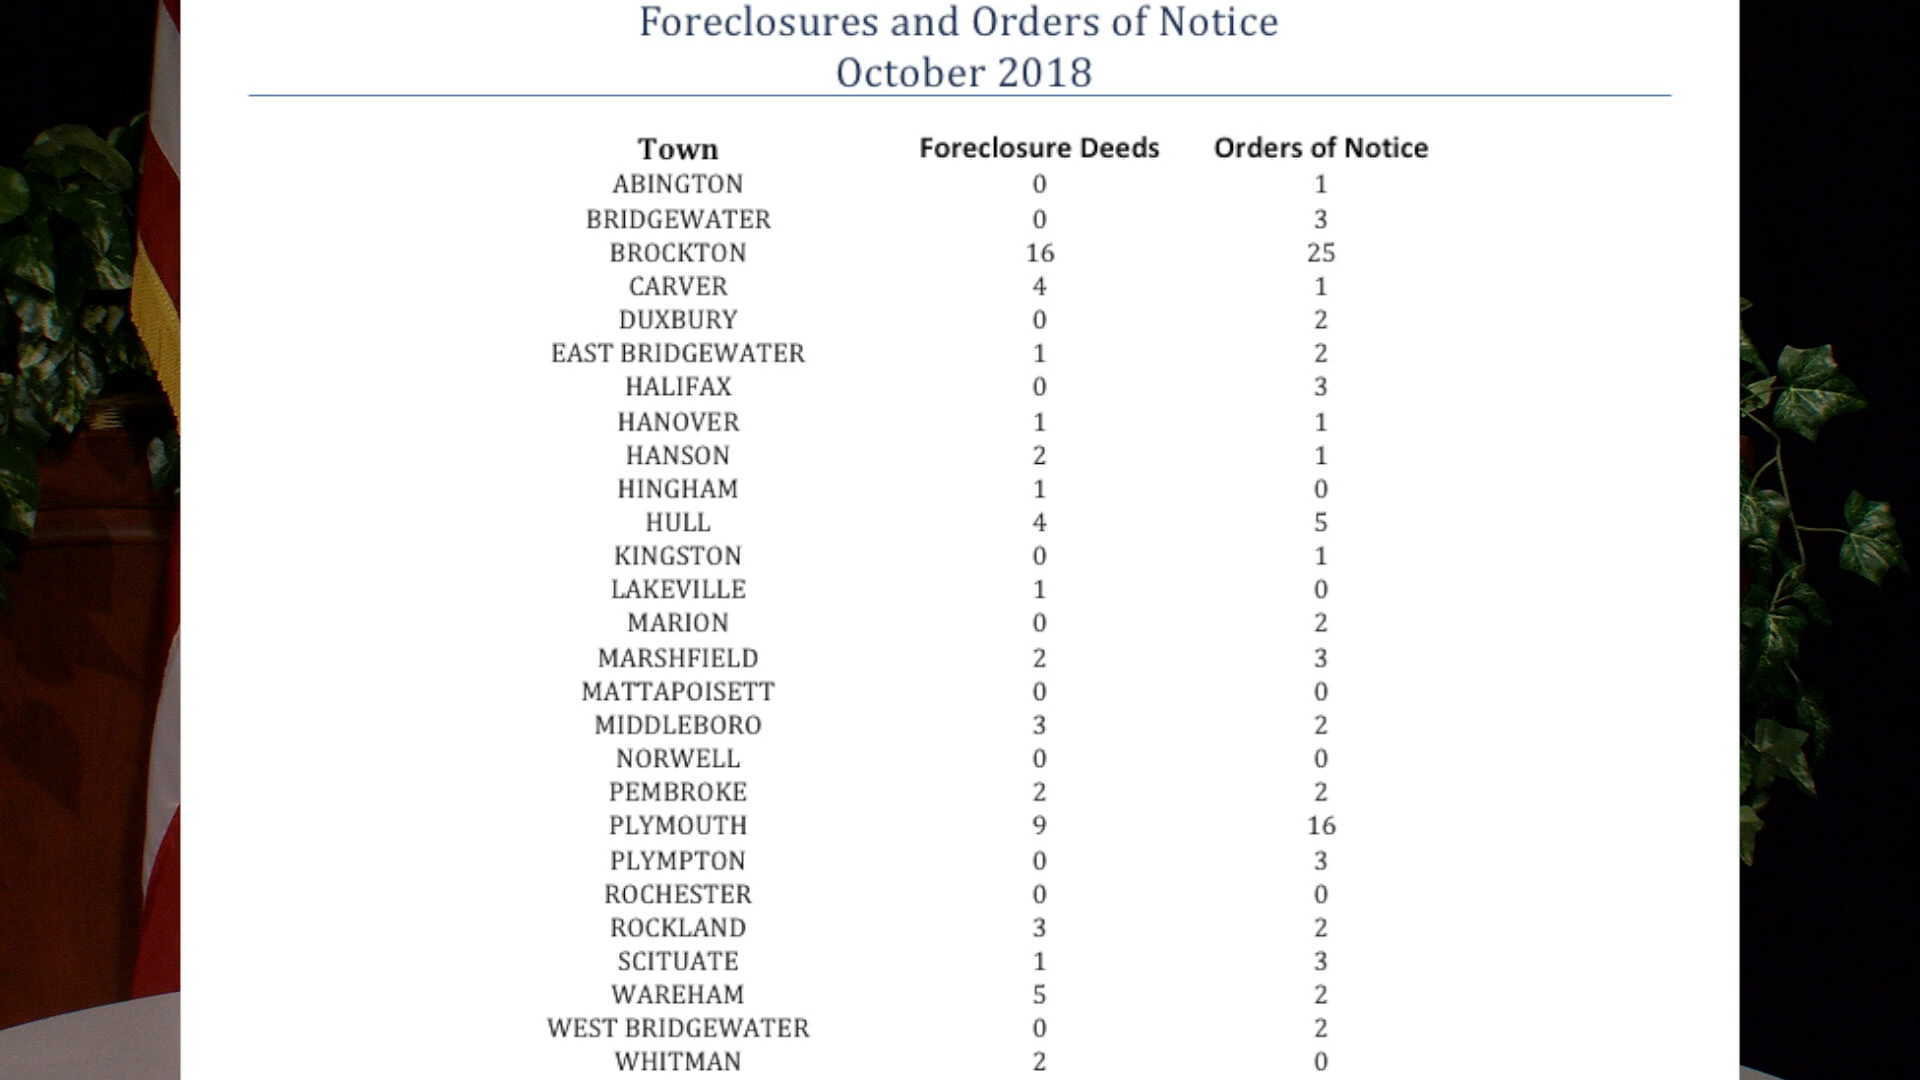 Foreclosures and Orders of Notice
October 2018
Town Foreclosure Deeds Orders of Notice
ABINGTON 0 1
BRIDGEWATER 0 3
BROCKTON 16 25
CARVER 4 1
DUXBURY 0 2
EAST BRIDGEWATER 1 2
HALIFAX 0 3
HANOVER 1 1
HANSON 2 1
HINGHAM 1 0
HULL 4 5
KINGSTON 0 1
LAKEVILLE 1 0
MARION 0 2
MARSHFIELD 2 3
MATTAPOISETT 0 0
MIDDLEBORO 3 2
NORWELL 0 0
PEMBROKE 2 2
PLYMOUTH 9 16
PLYMPTON 0 3
ROCHESTER 0 0
ROCKLAND 3 2
SCITUATE 1 3
WAREHAM 5 2
WEST BRIDGEWATER 0 2
WHITMAN 2 0